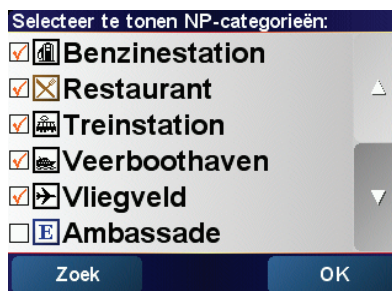 Selecteer te tonen NP-categorieën:
Benzinestation
Restaurant
Treinstation
Veerboothaven
Vliegveld
E Ambassade
Zoek
OK